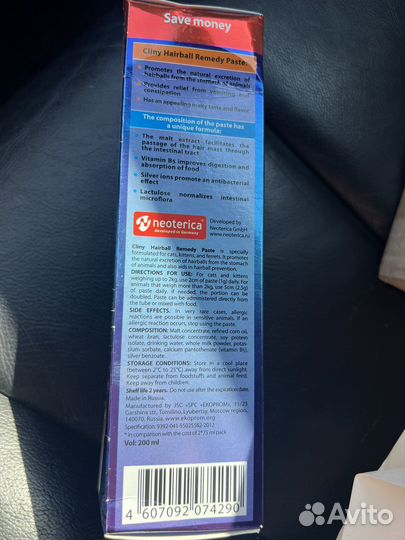 Save money
Cliny Hairball Remedy Paste:
• Promotes the natural excretion of
hairballs from the stomach of animals
• Provides relief from vomiting and
constipation
• Has an appealing malty taste and flavor
The composition of the paste has
a unique formula:
• The malt extract facilitates the
passage of the hair mass through
the intestinal tract
• Vitamin B5 improves digestion and
absorption of food
• Silver ions promote an antibacterial
effect
• Lactulose normalizes intestinal
microflora
neoterica®
developed in Germany
Developed by
Neoterica GmbH
www.neoterica.ru
Cliny Hairball Remedy Paste is specially
formulated for cats, kittens, and ferrets. It promotes
the natural excretion of hairballs from the stomach
of animals and also aids in hairball prevention.
DIRECTIONS FOR USE: For cats and kittens
weighing up to 2kg, use 2cm of paste (1g) daily. For
animals that weigh more than 2kg, use 5cm (2.5g)
of paste daily. If needed, the portion can be
doubled. Paste can be administered directly from
the tube or mixed with food.
SIDE EFFECTS. In very rare cases, allergic
reactions are possible in sensitive animals. If an
allergic reaction occurs, stop using the paste.
COMPOSITION: Malt concentrate, refined corn oil,
wheat bran, lactulose concentrate, soy protein
isolate, drinking water, whole milk powder, potas-
sium sorbate, calcium pantothenate (vitamin B5),
silver benzoate.
STORAGE CONDITIONS: Store in a cool place
(between 2°C to 25°C) away from direct sunlight.
Keep separate from foodstuffs and animal feed.
Keep away from children.
Shelf life 2 years. Do not use after the expiration date.
Made in Russia.
Manufactured by JSC «SPC «EKOPROM», 11/23
Garshina str., Tomilino, Lyubertsy, Moscow region,
140070, Russia. www.ekoprom.org
Specification: 9392-041-55025582-2012
* in comparison with the cost of 2*75 ml pack
Vol: 200 ml
4 607092 074290
Avito